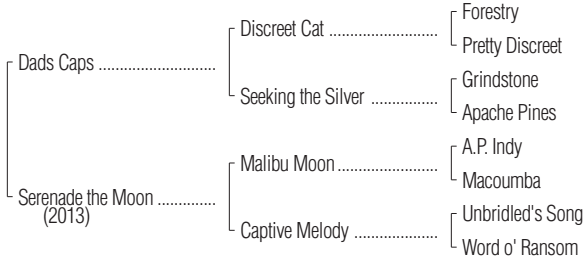 Forestry
Discreet Cat ........................
Pretty Discreet
Dads Caps ..........................
Grindstone
Seeking the Silver ...............
Apache Pines
A.P. Indy
Malibu Moon .......................
Macoumba
Serenade the Moon .............
(2013)
Unbridled's Song
Captive Melody ...................
Word o' Ransom